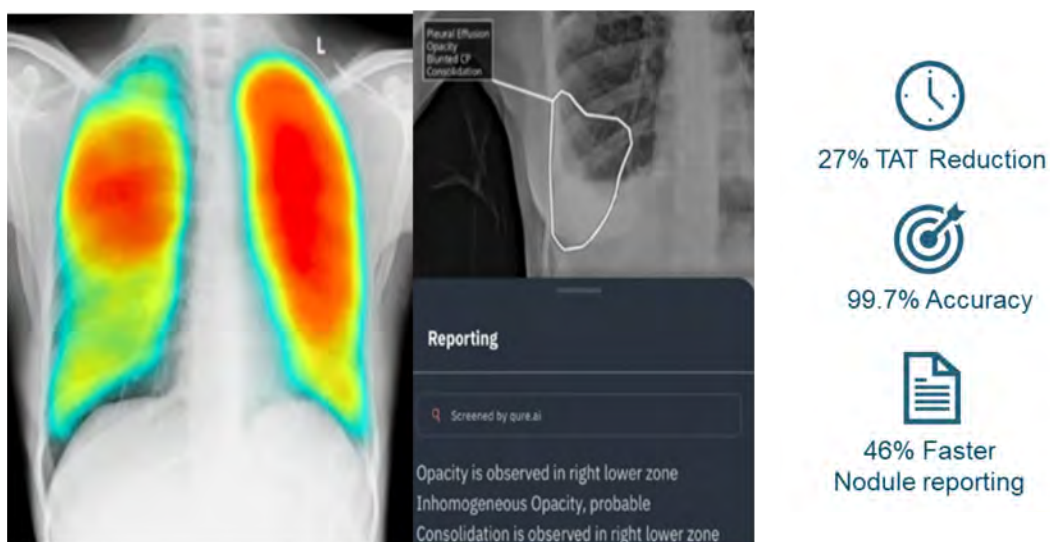 L
Pleural Effusion
Opacity
Blunted CP
Consolidation
Reporting
Screened by qure.ai
Opacity is observed in right lower zone
Inhomogeneous Opacity, probable
Consolidation is observed in right lower zone
27% TAT Reduction
99.7% Accuracy
46% Faster
Nodule reporting